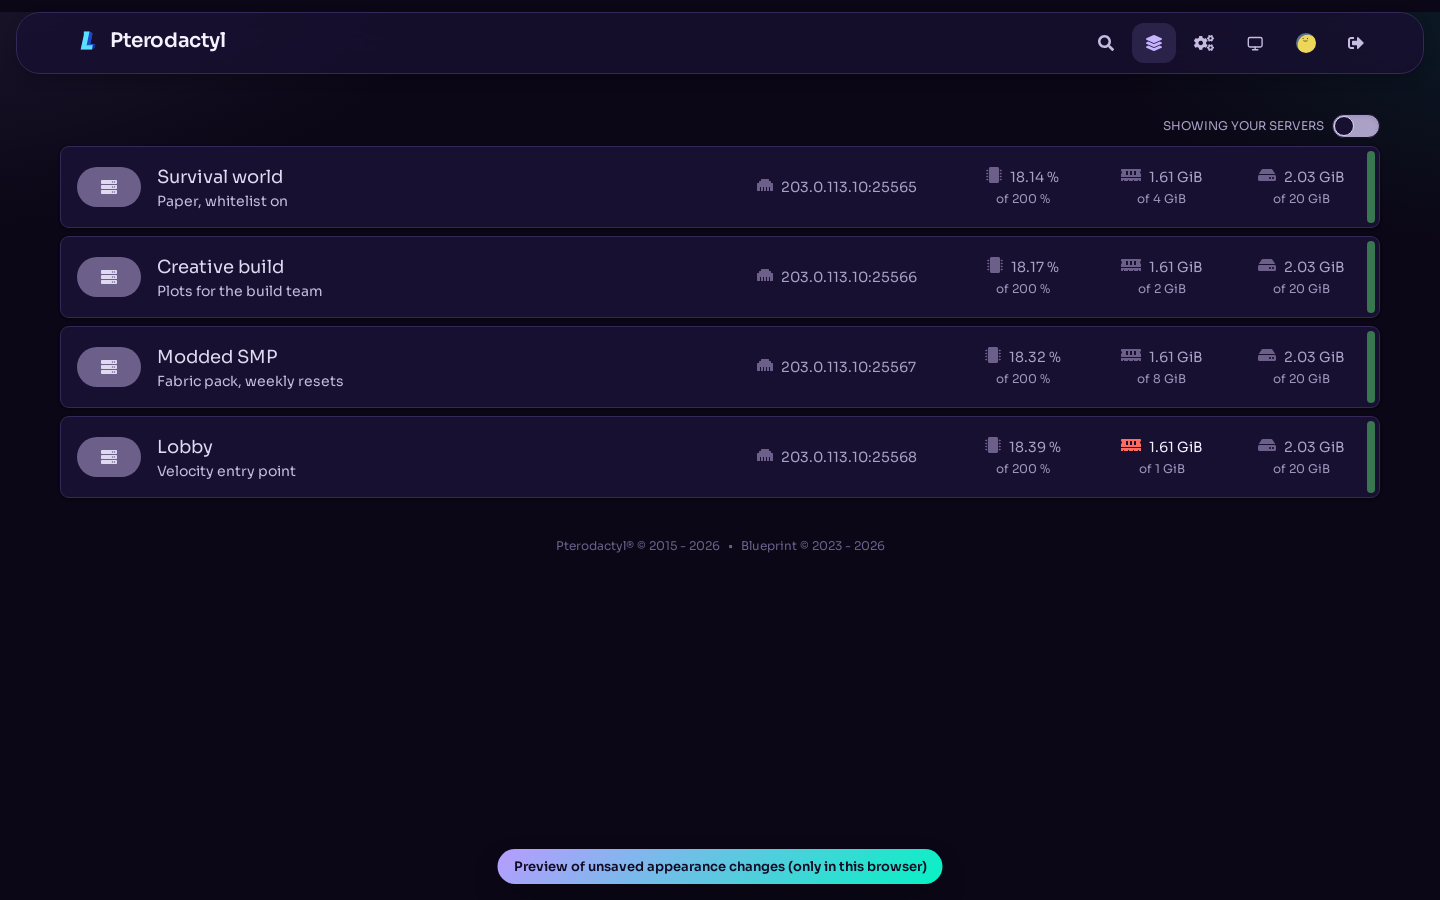 Pterodactyl
SHOWING YOUR SERVERS
Survival world
Paper, whitelist on
203.0.113.10:25565
18.14 %
of 200 %
1.61 GiB
of 4 GiB
2.03 GiB
of 20 GiB
Creative build
Plots for the build team
203.0.113.10:25566
18.17 %
of 200 %
1.61 GiB
of 2 GiB
2.03 GiB
of 20 GiB
Modded SMP
Fabric pack, weekly resets
203.0.113.10:25567
18.32 %
of 200 %
1.61 GiB
of 8 GiB
2.03 GiB
of 20 GiB
Lobby
Velocity entry point
203.0.113.10:25568
18.39 %
of 200 %
1.61 GiB
of 1 GiB
2.03 GiB
of 20 GiB
Pterodactyl® © 2015 - 2026 • Blueprint © 2023 - 2026
Preview of unsaved appearance changes (only in this browser)